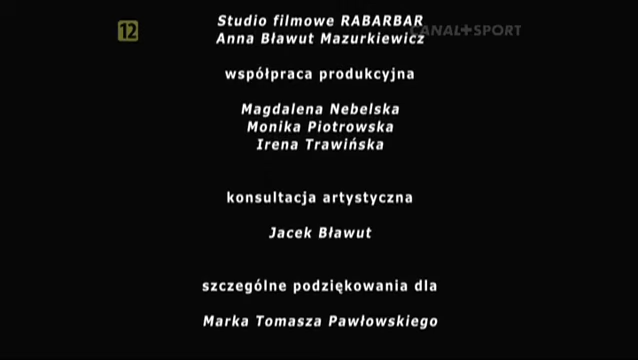 Studio filmowe RABARBAR
12
Anna Bławut Mazurkiewicz
CANAL+SPORT
współpraca produkcyjna
Magdalena Nebelska
Monika Piotrowska
Irena Trawińska
konsultacja artystyczna
Jacek Bławut
szczególne podziękowania dla
Marka Tomasza Pawłowskiego